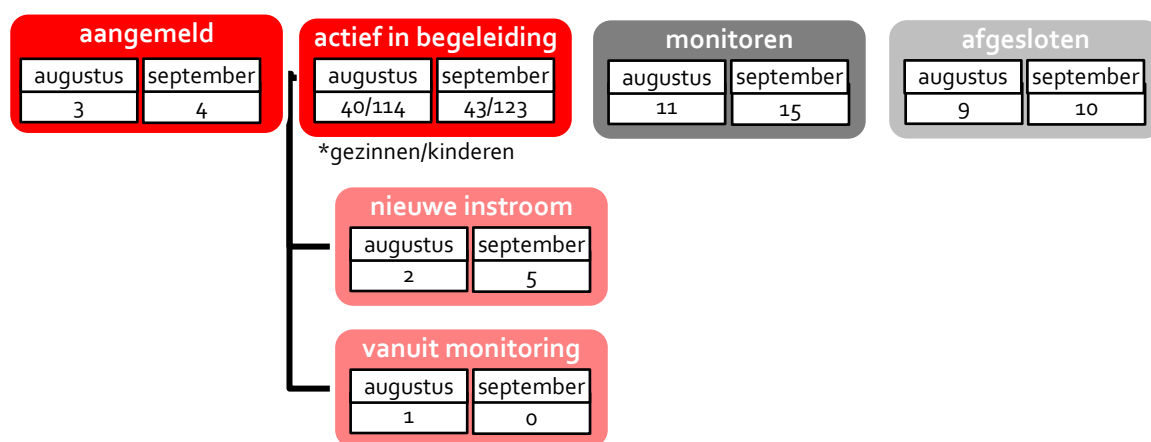 aangemeld
augustus september
3 4
actief in begeleiding
augustus september
40/114 43/123
*gezinnen/kinderen
monitoren
augustus september
11 15
afgesloten
augustus september
9 10
nieuwe instroom
augustus september
2 5
vanuit monitoring
augustus september
1 0